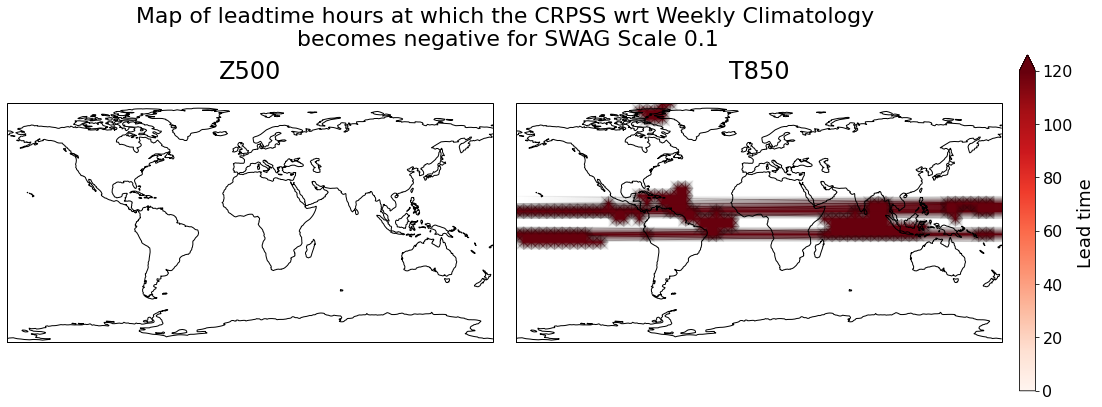 Map of leadtime hours at which the CRPSS wrt Weekly Climatology
becomes negative for SWAG Scale 0.1
Z500
T850
120
100
80
60
40
20
0
Lead time